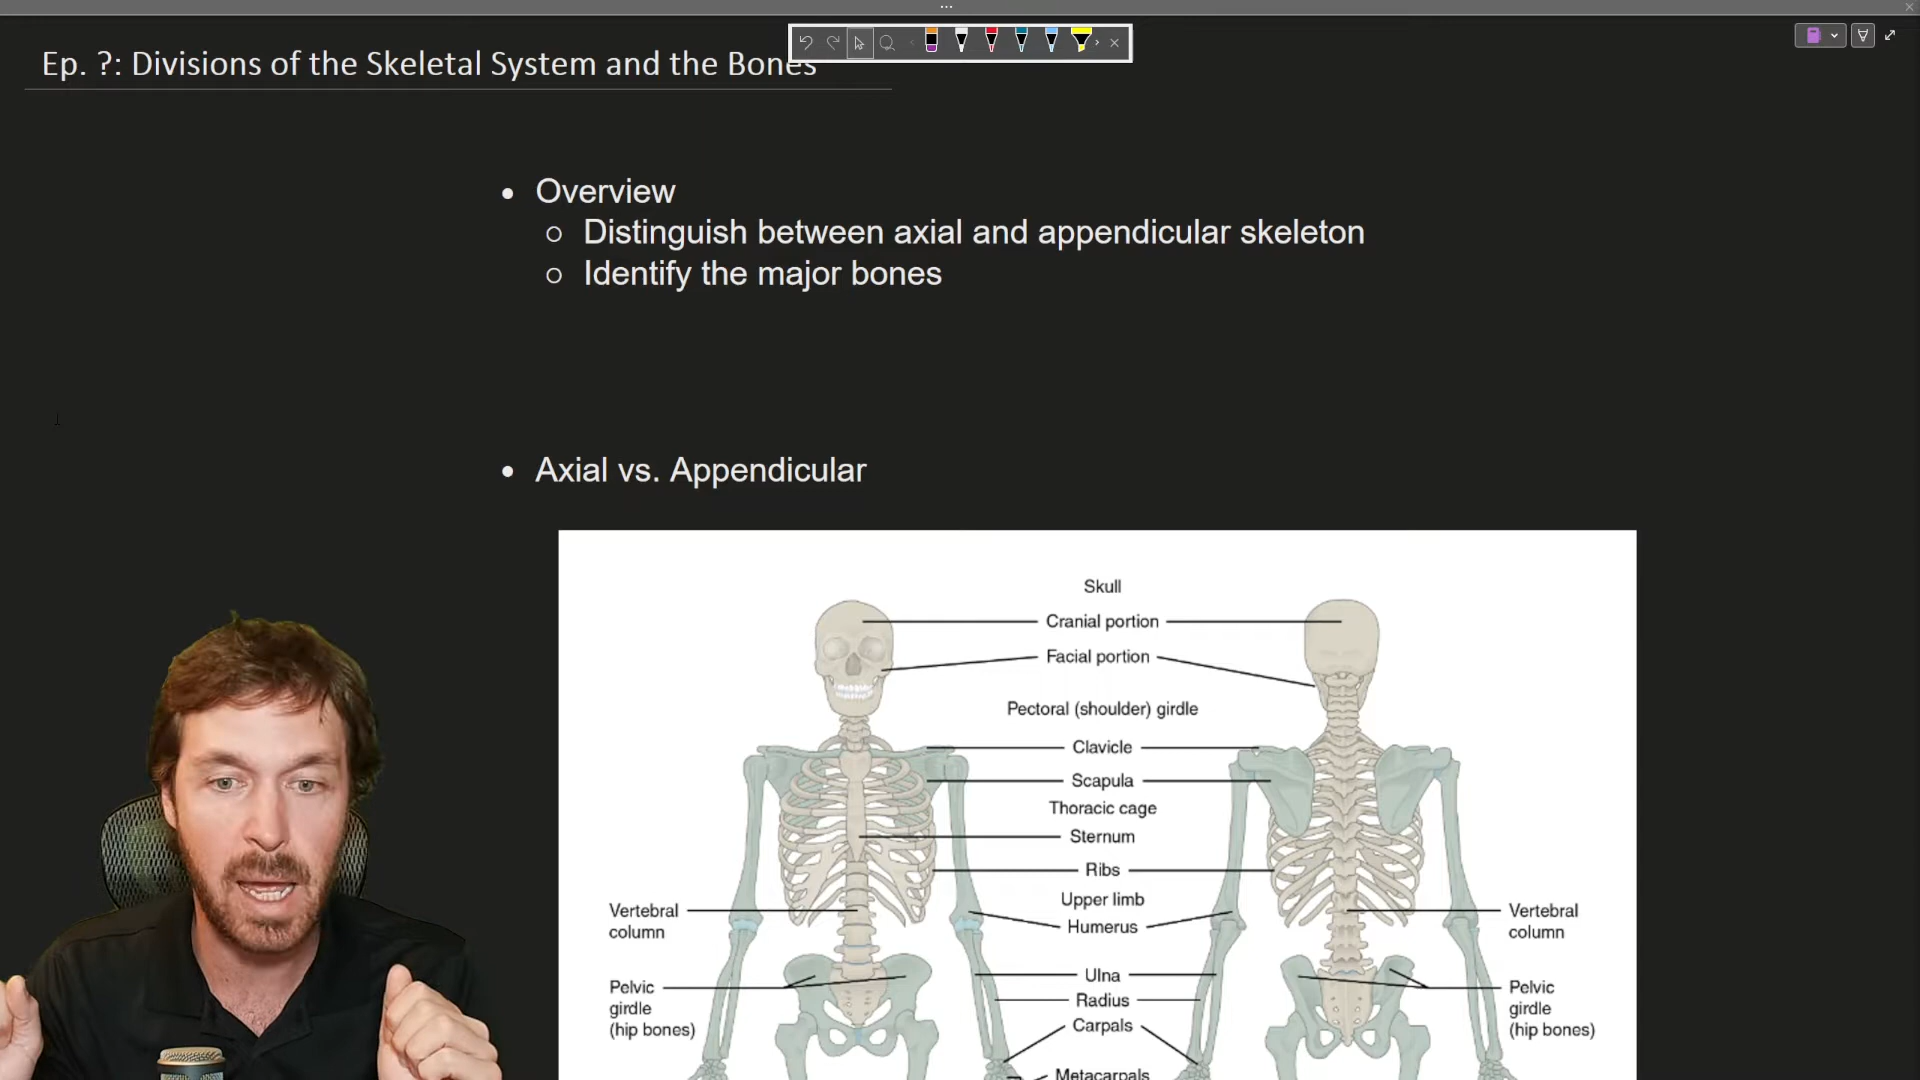 Ep. ?: Divisions of the Skeletal System and the Bones
Overview
Distinguish between axial and appendicular skeleton
Identify the major bones
Axial vs. Appendicular
Skull
Cranial portion
Facial portion
Pectoral (shoulder) girdle
Clavicle
Scapula
Thoracic cage
Sternum
Ribs
Upper limb
Humerus
Vertebral
column
Vertebral
column
Ulna
Radius
Carpals
Pelvic
girdle
(hip bones)
Pelvic
girdle
(hip bones)
Metacarpals